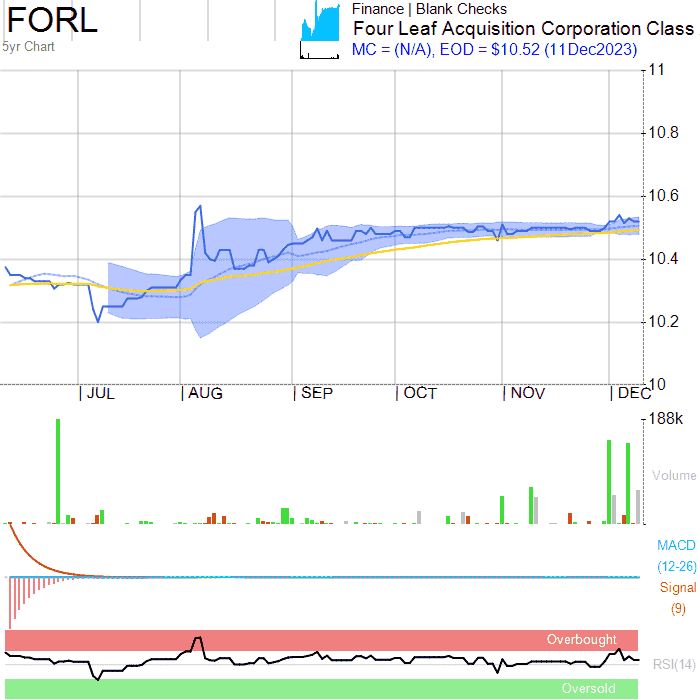 FORL
5yr Chart
Finance | Blank Checks
Four Leaf Acquisition Corporation Class
MC = (N/A), EOD = $10.52 (11Dec2023)
11
10.8
10.6
10.4
10.2
10
JUL AUG SEP OCT NOV DEC
188k
Volume
MACD
(12-26)
Signal
(9)
Overbought
RSI(14)
Oversold